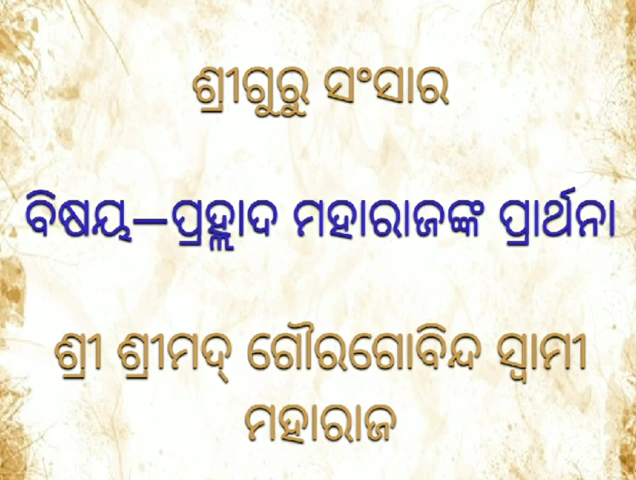 ଶ୍ରୀଗୁରୁ ସଂସାର
ବିଷୟ—ପ୍ରହ୍ଲାଦ ମହାରାଜଙ୍କ ପ୍ରାର୍ଥନା
ଶ୍ରୀ ଶ୍ରୀମଦ୍ ଗୌରଗୋବିନ୍ଦ ସ୍ୱାମୀ
ମହାରାଜ